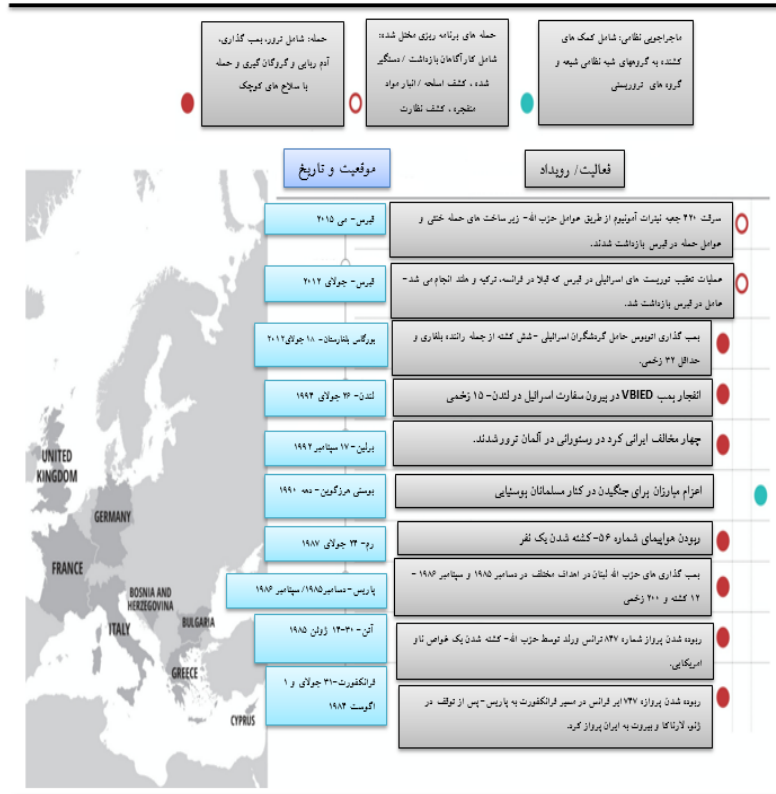 ماجراجویی نظامی: شامل کمک های
کشنده به گروههای شبه نظامی شیعه و
گروه های تروریستی
حمله های برنامه ریزی مختل شده:
شامل کارآگاهان بازداشت / دستگیر
شده ، کشف اسلحه / انبار مواد
منفجره ، کشف نظارت
حمله: شامل ترور، بمب گذاری،
آدم ربایی و گروگان گیری و حمله
با سلاح های کوچک
فعالیت/ رویداد
موقعیت و تاریخ
سرقت ۴۲۰ جعبه نیترات آمونیوم از طریق عوامل حزب الله- زیر ساخت های حمله خنثی و
عوامل حمله در قبرس بازداشت شدند.
قبرس- می ۲۰۱۵
عملیات تعقیب توریست های اسرائیلی در قبرس که قبلا در فرانسه، ترکیه و هلند انجام می شد-
عامل در قبرس بازداشت شد.
قبرس- جولای ۲۰۱۲
بمب گذاری اتوبوس حامل گردشگران اسرائیلی -شش کشته از جمله راننده بلغاری و
حداقل ۳۲ زخمی.
بورگاس بلغارستان- ۱۸ جولای۲۰۱۲
انفجار بمب VBIED در بیرون سفارت اسرائیل در لندن- ۱۵ زخمی
لندن- ۲۶ جولای ۱۹۹۴
چهار مخالف ایرانی کرد در رستورانی در آلمان ترور شدند.
برلین- ۱۷ سپتامبر ۱۹۹۲
اعزام مبارزان برای جنگیدن در کنار مسلمانان بوسنیایی
بوسنی هرزگوین- دهه ۱۹۹۰
ربودن هواپیمای شماره ۵۶- کشته شدن یک نفر
رم- ۲۴ جولای ۱۹۸۷
بمب گذاری های حزب الله لبنان در اهداف مختلف در دسامبر ۱۹۸۵ و سپتامبر ۱۹۸۶ -
۱۲ کشته و ۲۰۰ زخمی
پاریس-دسامبر۱۹۸۵/ سپتامبر ۱۹۸۶
ربوده شدن پرواز شماره ۸۴۷ ترانس ورلد توسط حزب الله- کشته شدن یک غواص ناو
امریکایی.
آتن- ۳۰-۱۴ ژوئن ۱۹۸۵
ربوده شدن پروازه ۷۴۷ ایر فرانس در مسیر فرانکفورت به پاریس-پس از توقف در
ژنو، لارناکا و بیروت به ایران پرواز کرد.
فرانکفورت-۳۱ جولای و ۱
اگوست ۱۹۸۴
UNITED
KINGDOM
GERMANY
FRANCE
BOSNIA AND
HERZEGOVINA
ITALY
BULGARIA
GREECE
CYPRUS